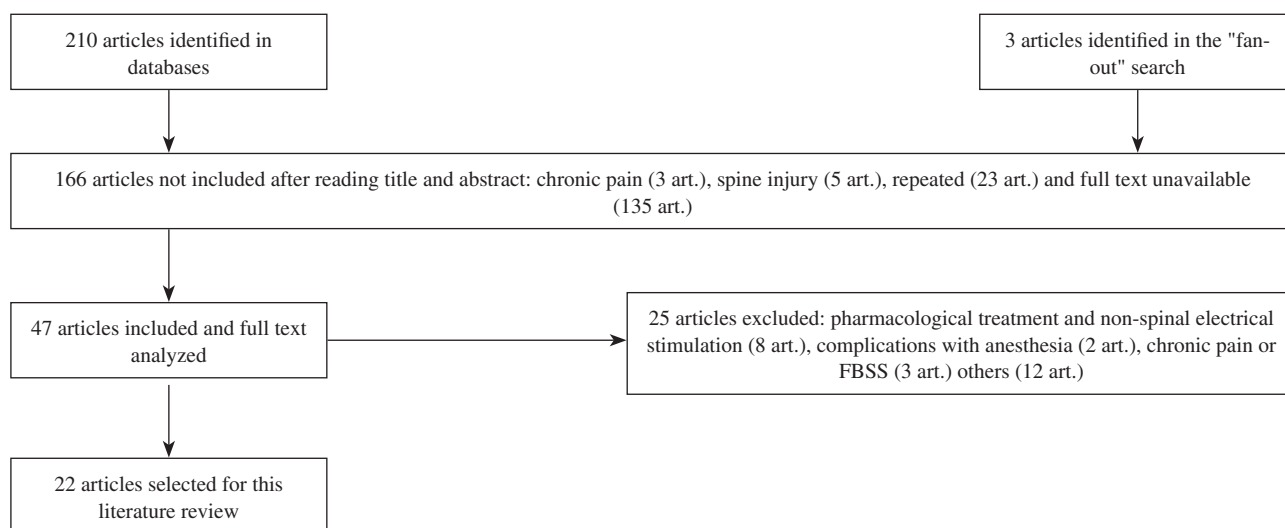 210 articles identified in
databases
3 articles identified in the "fan-
out" search
166 articles not included after reading title and abstract: chronic pain (3 art.), spine injury (5 art.), repeated (23 art.) and full text unavailable
(135 art.)
47 articles included and full text
analyzed
25 articles excluded: pharmacological treatment and non-spinal electrical
stimulation (8 art.), complications with anesthesia (2 art.), chronic pain or
FBSS (3 art.) others (12 art.)
22 articles selected for this
literature review